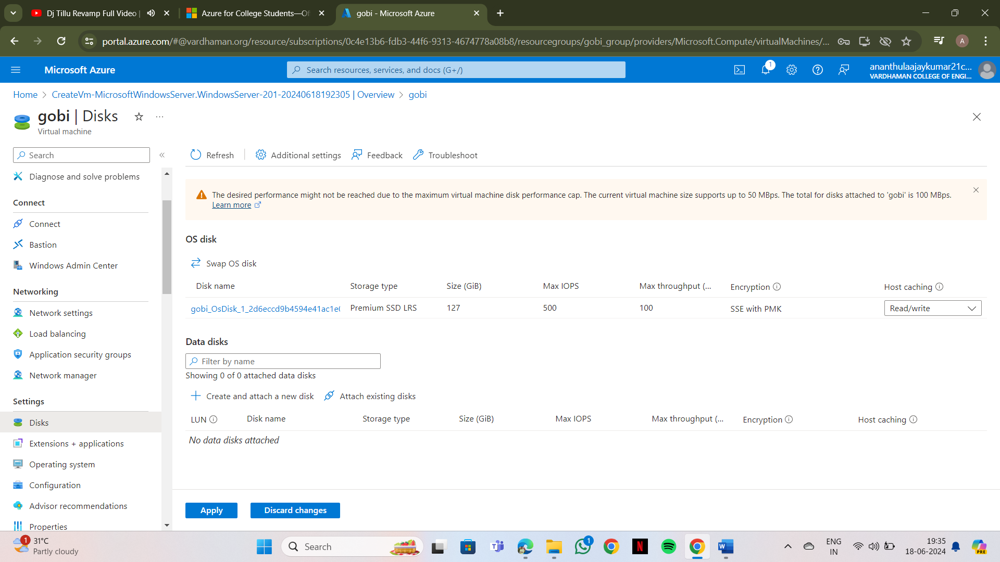 Dj Tillu Revamp Full Video |
Azure for College Students—Of
gobi - Microsoft Azure
portal.azure.com/#@vardhaman.org/resource/subscriptions/0c4e13b6-fdb3-44f6-9313-4674778a08b8/resourcegroups/gobi_group/providers/Microsoft.Compute/virtualMachines/...
A
Microsoft Azure
Search resources, services, and docs (G+/)
1
ananthulaajaykumar21c...
VARDHAMAN COLLEGE OF ENGI...
Home > CreateVm-MicrosoftWindowsServer.WindowsServer-201-20240618192305 | Overview > gobi
gobi | Disks
Virtual machine
Search
Refresh
Additional settings
Feedback
Troubleshoot
Diagnose and solve problems
Connect
Connect
Bastion
Windows Admin Center
Networking
Network settings
Load balancing
Application security groups
Network manager
Settings
Disks
Extensions + applications
Operating system
Configuration
Advisor recommendations
Properties
The desired performance might not be reached due to the maximum virtual machine disk performance cap. The current virtual machine size supports up to 50 MBps. The total for disks attached to 'gobi' is 100 MBps.
Learn more
OS disk
Swap OS disk
Disk name Storage type Size (GiB) Max IOPS Max throughput (... Encryption Host caching
gobi_OsDisk_1_2d6eccd9b4594e41ac1e Premium SSD LRS 127 500 100 SSE with PMK Read/write
Data disks
Filter by name
Showing 0 of 0 attached data disks
Create and attach a new disk
Attach existing disks
LUN Disk name Storage type Size (GiB) Max IOPS Max throughput (... Encryption Host caching
No data disks attached
Apply
Discard changes
1
31°C
Partly cloudy
Search
1
ENG
IN
19:35
18-06-2024
PRE